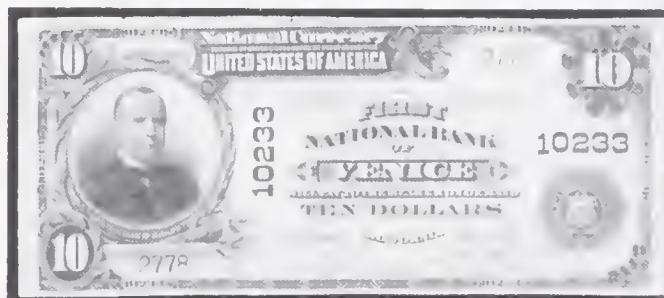 10
National Currency
UNITED STATES OF AMERICA
10
10233
FIRST
NATIONAL BANK
OF
VENICE
TEN DOLLARS
10233
10
2778